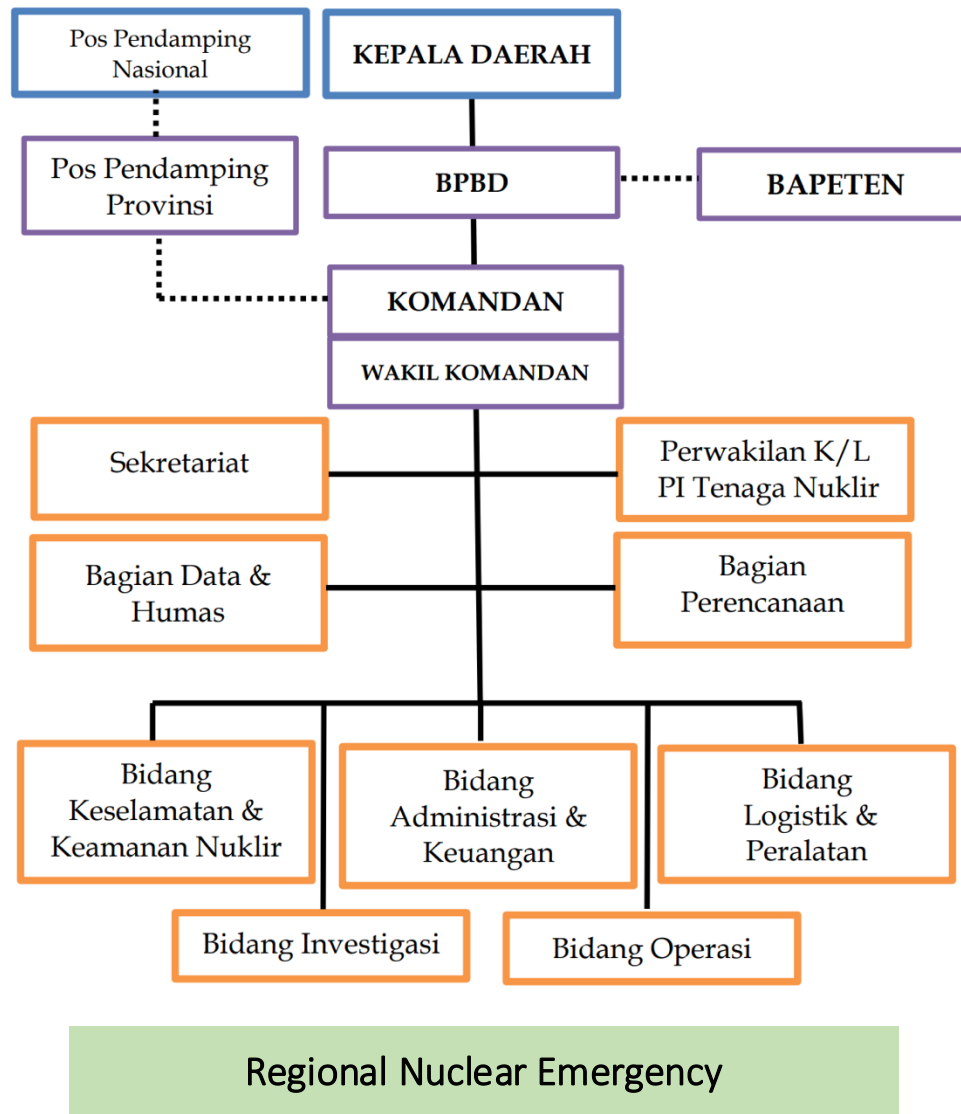 Pos Pendamping
Nasional
KEPALA DAERAH
Pos Pendamping
Provinsi
BPBD
BAPETEN
KOMANDAN
WAKIL KOMANDAN
Sekretariat
Perwakilan K/L
PI Tenaga Nuklir
Bagian Data &
Humas
Bagian
Perencanaan
Bidang
Keselamatan &
Keamanan Nuklir
Bidang
Administrasi &
Keuangan
Bidang
Logistik &
Peralatan
Bidang Investigasi
Bidang Operasi
Regional Nuclear Emergency